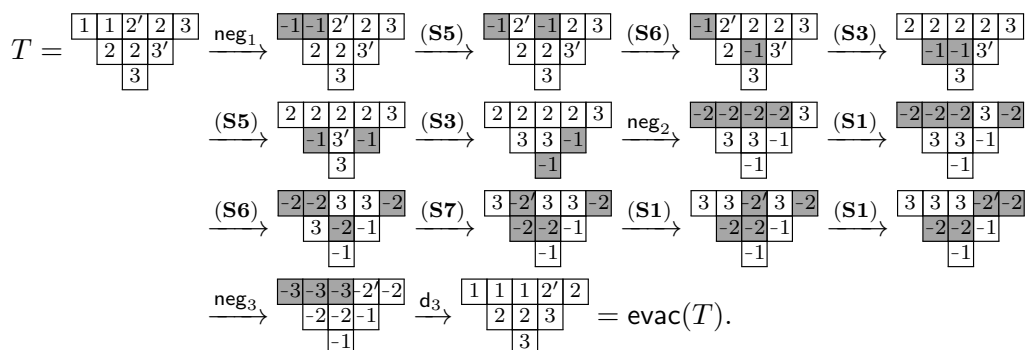 1 1 2′ 2 3 -1 -1 2′ 2 3 -1 2′ -1 2 3 -1 2′ 2 2 3 2 2 2 2 3
T = 2 2 3′ neg₁ 2 2 3′ (S5) 2 2 3′ (S6) 2 -1 3′ (S3) -1 -1 3′
3 3 3 3 3
2 2 2 2 3 2 2 2 2 3 -2 -2 -2 -2 3 -2 -2 -2 3 -2
(S5) -1 3′ -1 (S3) 3 3 -1 neg₂ 3 3 -1 (S1) 3 3 -1
3 -1 -1 -1
-2 -2 3 3 -2 3 -2′ 3 3 -2 3 3 -2′ 3 -2 3 3 3 -2′ -2
(S6) 3 -2 -1 (S7) -2 -2 -1 (S1) -2 -2 -1 (S1) -2 -2 -1
-1 -1 -1 -1
-3 -3 -3 -2′ -2 1 1 1 2′ 2
neg₃ -2 -2 -1 d₃ 2 2 3 = evac(T).
-1 3